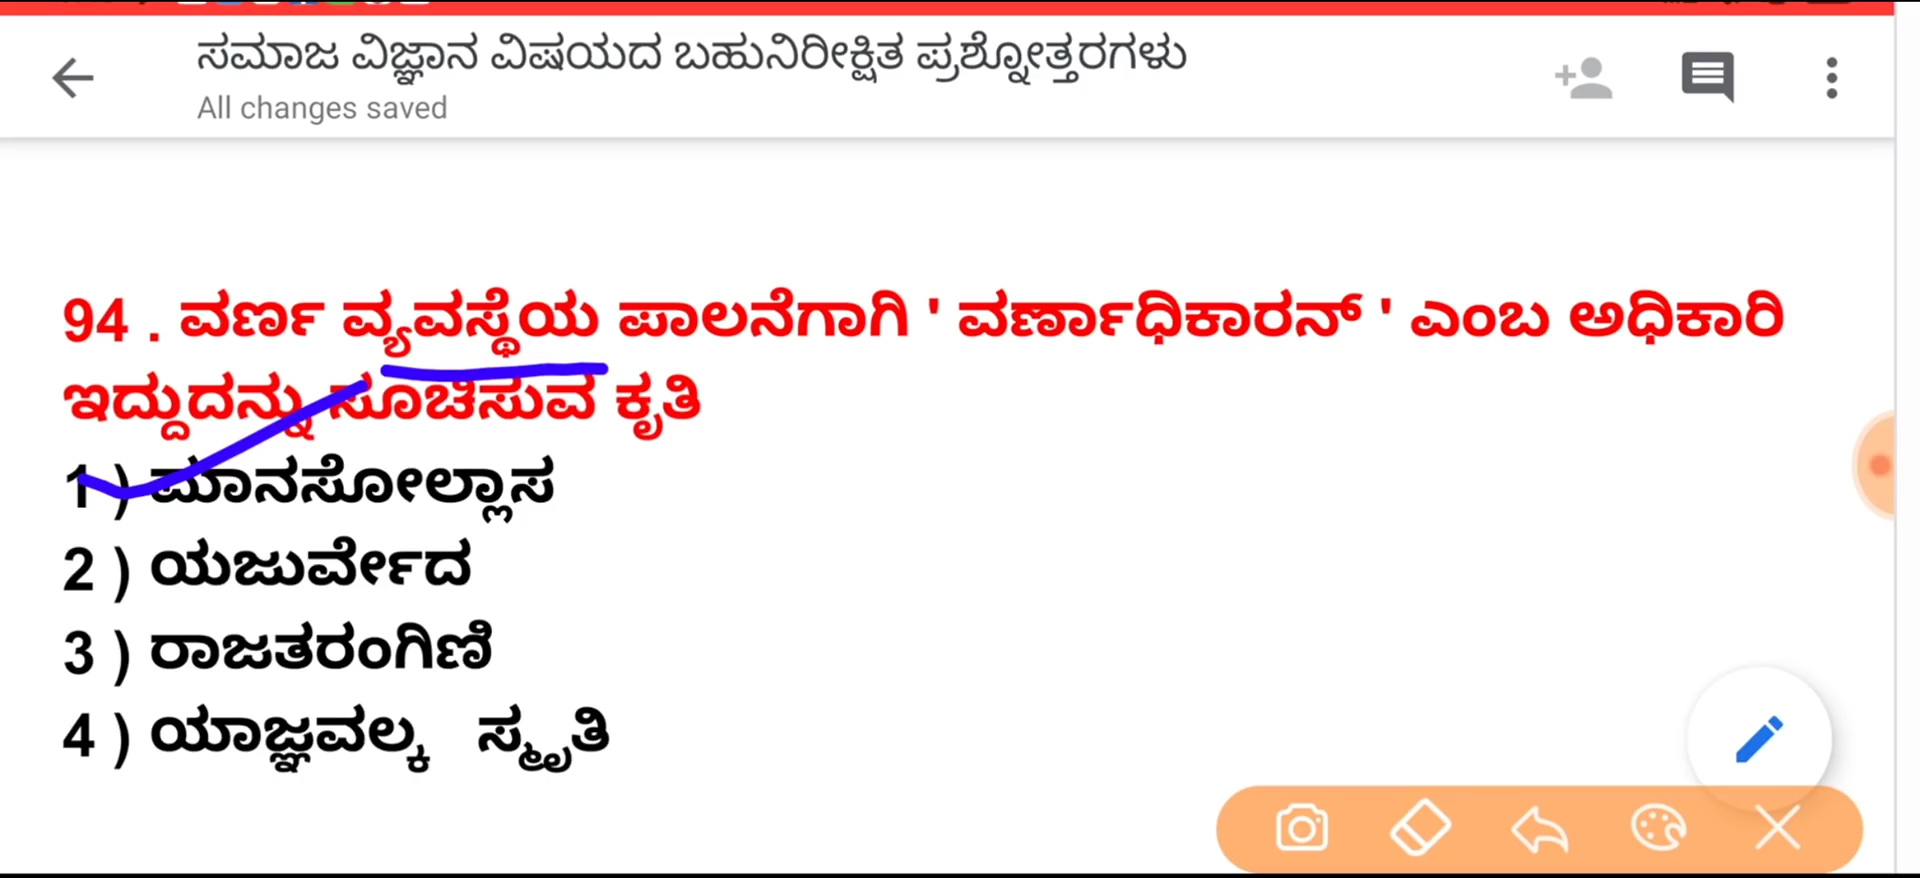 ಸಮಾಜ ವಿಜ್ಞಾನ ವಿಷಯದ ಬಹುನಿರೀಕ್ಷಿತ ಪ್ರಶ್ನೋತ್ತರಗಳು
All changes saved
94 . ವರ್ಣ ವ್ಯವಸ್ಥೆಯ ಪಾಲನೆಗಾಗಿ ' ವರ್ಣಾಧಿಕಾರನ್ ' ಎಂಬ ಅಧಿಕಾರಿ
ಇದ್ದುದನ್ನು ಸೂಚಿಸುವ ಕೃತಿ
1 ) ಮಾನಸೋಲ್ಲಾಸ
2 ) ಯಜುರ್ವೇದ
3 ) ರಾಜತರಂಗಿಣಿ
4 ) ಯಾಜ್ಞವಲ್ಕ ಸ್ಮೃತಿ